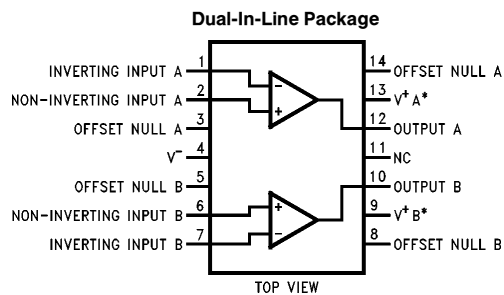 Dual-In-Line Package
INVERTING INPUT A 1
NON-INVERTING INPUT A 2
OFFSET NULL A 3
V⁻ 4
OFFSET NULL B 5
NON-INVERTING INPUT B 6
INVERTING INPUT B 7
14 OFFSET NULL A
13 V⁺ A*
12 OUTPUT A
11 NC
10 OUTPUT B
9 V⁺ B*
8 OFFSET NULL B
−
+
+
−
TOP VIEW